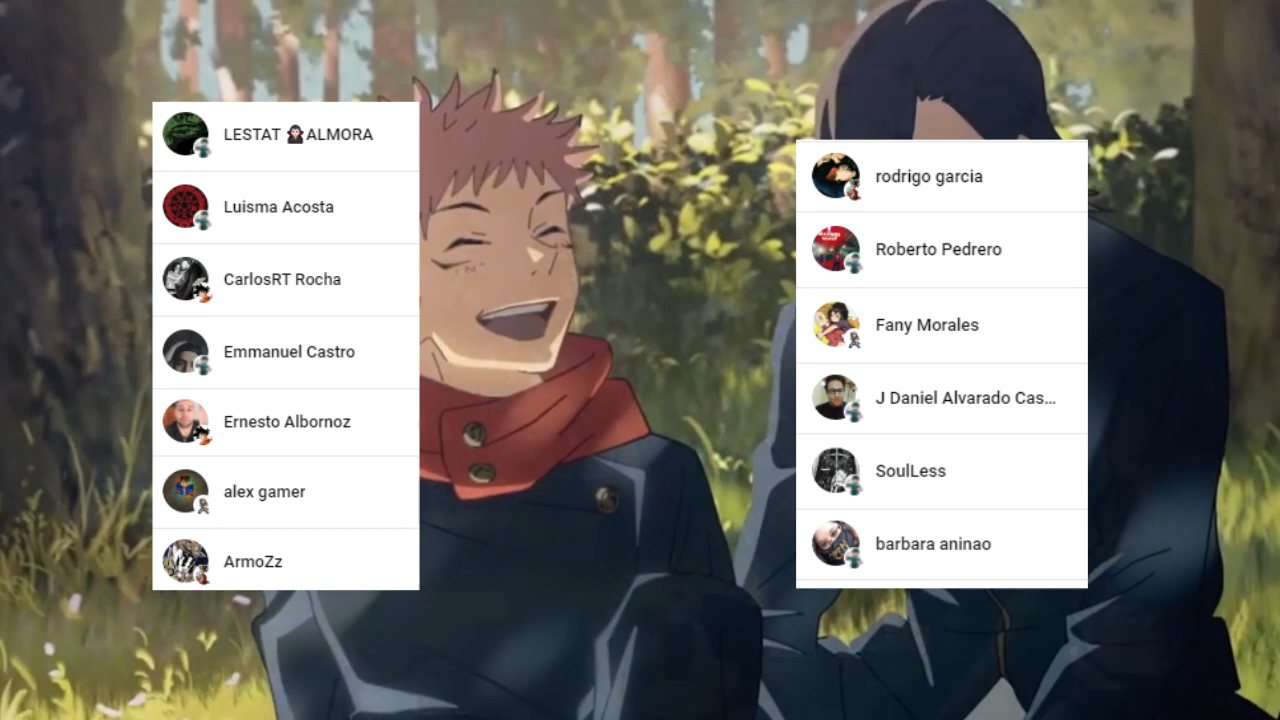 LESTAT 🧛🏻ALMORA
Luisma Acosta
CarlosRT Rocha
Emmanuel Castro
Ernesto Albornoz
alex gamer
ArmoZz
rodrigo garcia
Roberto Pedrero
Fany Morales
J Daniel Alvarado Cas...
SoulLess
barbara aninao